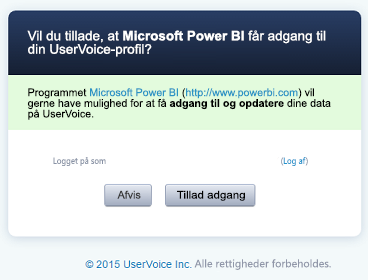 Vil du tillade, at Microsoft Power BI får adgang til
din UserVoice-profil?
Programmet Microsoft Power BI (http://www.powerbi.com) vil
gerne have mulighed for at få adgang til og opdatere dine data
på UserVoice.
Logget på som (Log af)
Afvis Tillad adgang
© 2015 UserVoice Inc. Alle rettigheder forbeholdes.